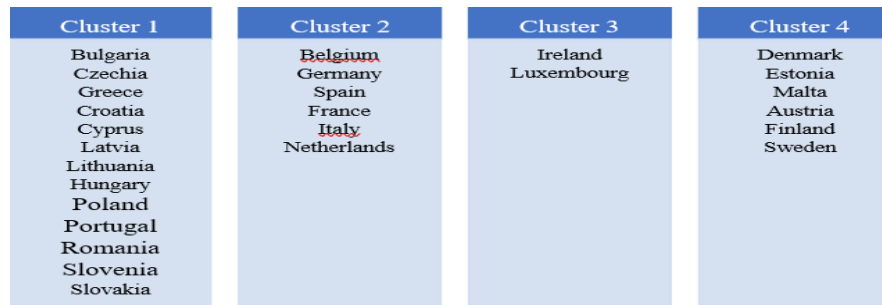 Cluster 1
Bulgaria
Czechia
Greece
Croatia
Cyprus
Latvia
Lithuania
Hungary
Poland
Portugal
Romania
Slovenia
Slovakia
Cluster 2
Belgium
Germany
Spain
France
Italy
Netherlands
Cluster 3
Ireland
Luxembourg
Cluster 4
Denmark
Estonia
Malta
Austria
Finland
Sweden